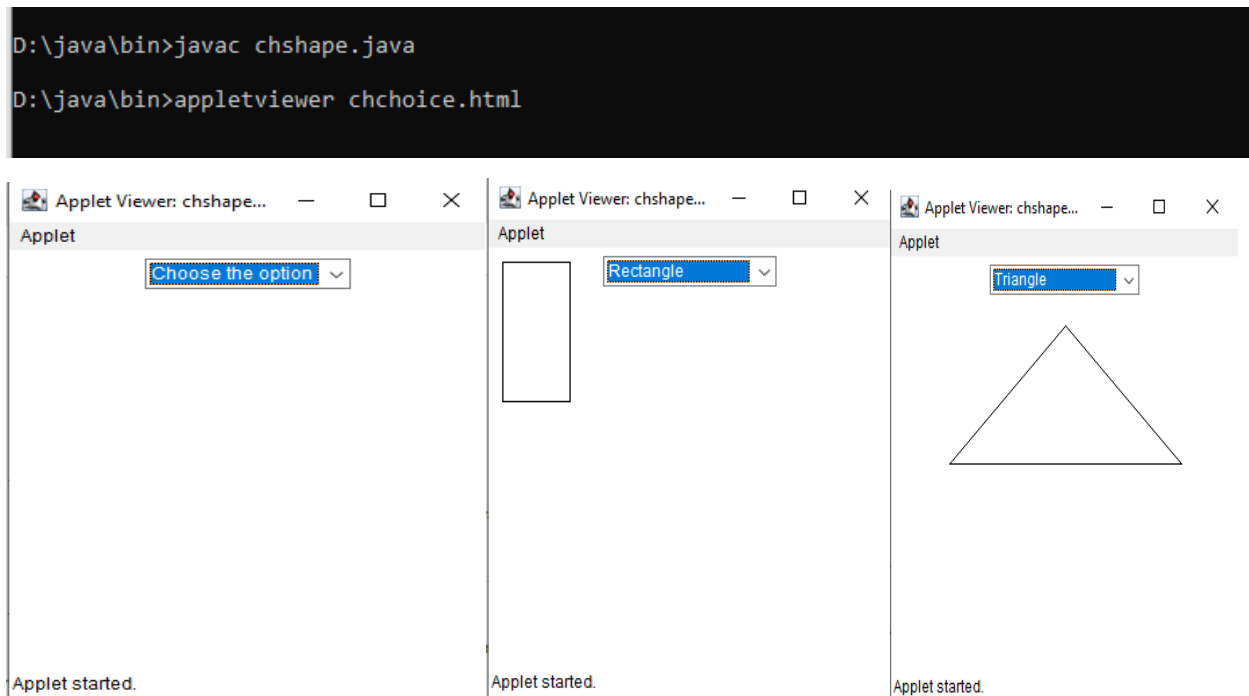 D:\java\bin>javac chshape.java
D:\java\bin>appletviewer chchoice.html
Applet Viewer: chshape...
Applet
Choose the option
Applet started.
Applet Viewer: chshape...
Applet
Rectangle
Applet started.
Applet Viewer: chshape...
Applet
Triangle
Applet started.